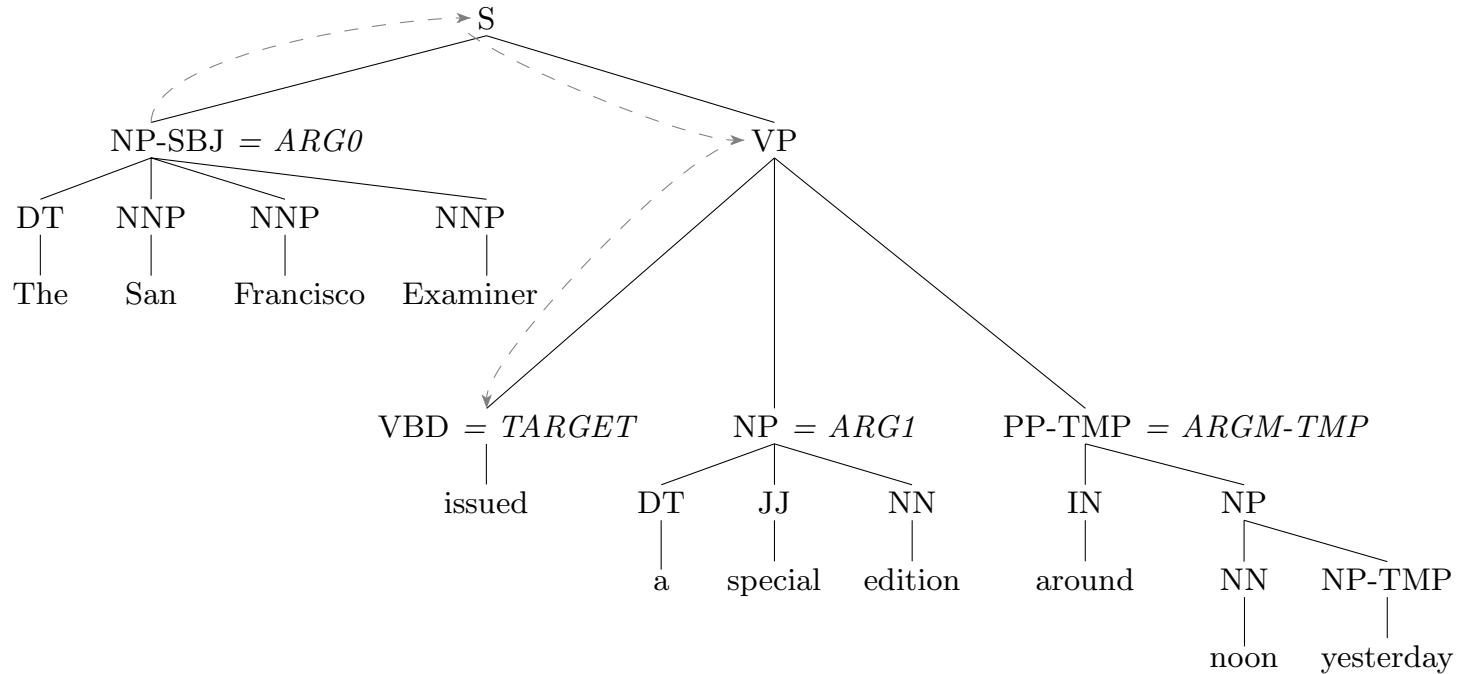 S
NP-SBJ = ARG0 VP
DT NNP NNP NNP
The San Francisco Examiner
VBD = TARGET NP = ARG1 PP-TMP = ARGM-TMP
issued DT JJ NN IN NP
a special edition around NN NP-TMP
noon yesterday